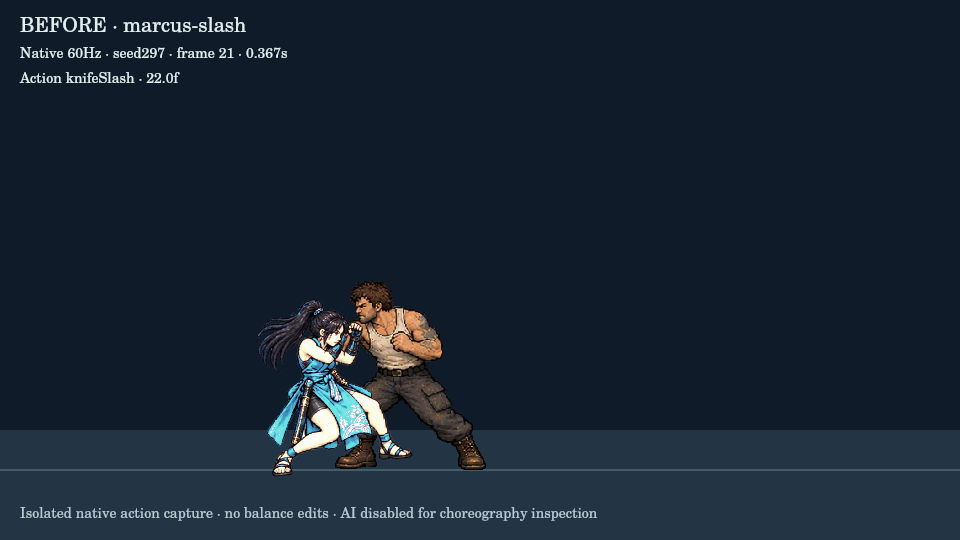 BEFORE · marcus-slash
Native 60Hz · seed297 · frame 21 · 0.367s
Action knifeSlash · 22.0f
Isolated native action capture · no balance edits · AI disabled for choreography inspection